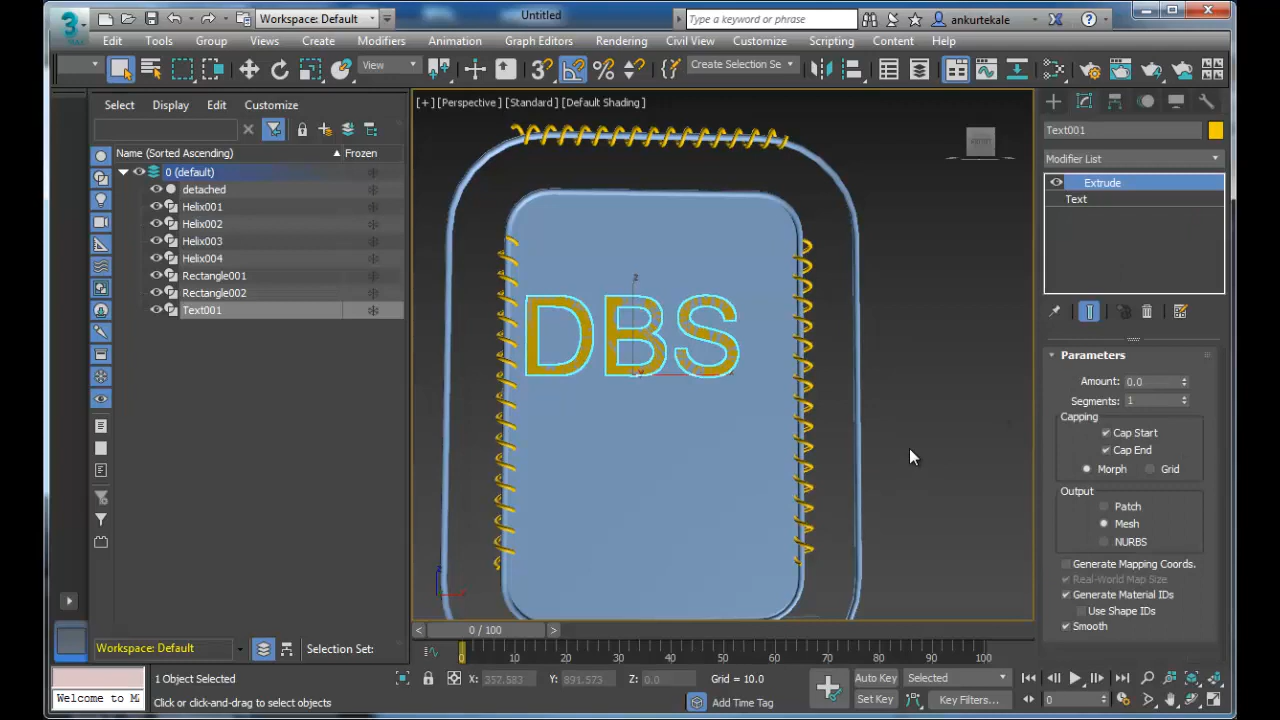 3
Workspace: Default
Untitled
Type a keyword or phrase
ankurtekale
Edit Tools Group Views Create Modifiers Animation Graph Editors Rendering Civil View Customize Scripting Content Help
View
Create Selection Se
Select Display Edit Customize
Name (Sorted Ascending) Frozen
0 (default)
detached
Helix001
Helix002
Helix003
Helix004
Rectangle001
Rectangle002
Text001
[+] [Perspective ] [Standard ] [Default Shading ]
DBS
z
Text001
Modifier List
Extrude
Text
Parameters
Amount: 0.0
Segments: 1
Capping
Cap Start
Cap End
Morph Grid
Output
Patch
Mesh
NURBS
Generate Mapping Coords.
Real-World Map Size
Generate Material IDs
Use Shape IDs
Smooth
0 / 100
Workspace: Default
Selection Set:
0 10 20 30 40 50 60 70 80 90 100
1 Object Selected
X: 357.583 Y: 891.573 Z: 0.0 Grid = 10.0
Auto Key Selected
Set Key Key Filters... 0
Welcome to M
Click or click-and-drag to select objects
Add Time Tag